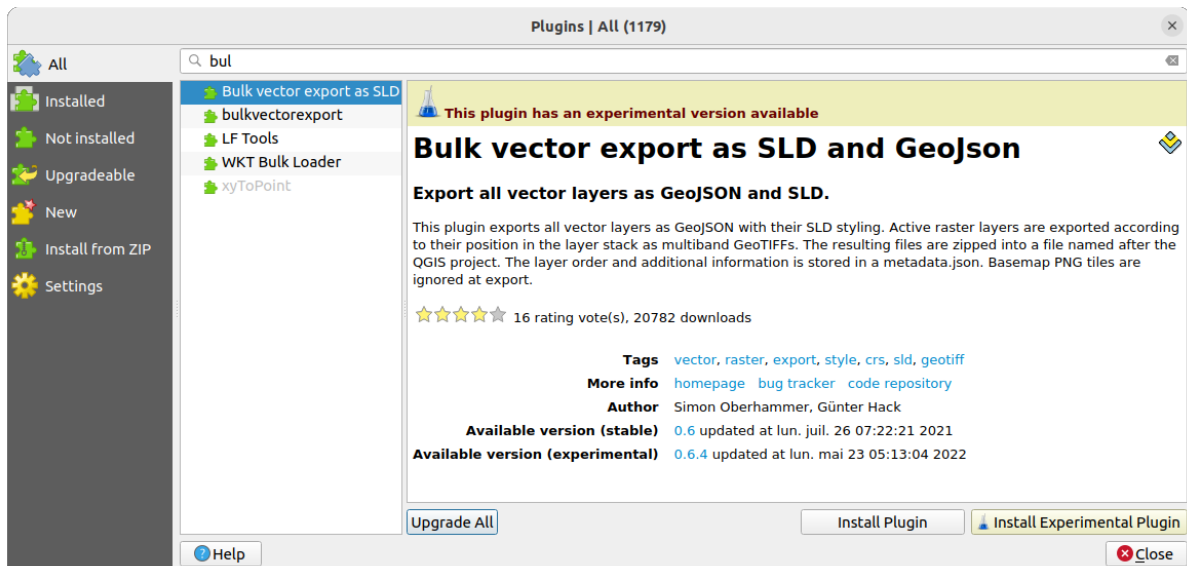 Plugins | All (1179)
All
Installed
Not installed
Upgradeable
New
Install from ZIP
Settings
bul
Bulk vector export as SLD
bulkvectorexport
LF Tools
WKT Bulk Loader
xyToPoint
This plugin has an experimental version available
Bulk vector export as SLD and GeoJson
Export all vector layers as GeoJSON and SLD.
This plugin exports all vector layers as GeoJSON with their SLD styling. Active raster layers are exported according
to their position in the layer stack as multiband GeoTIFFs. The resulting files are zipped into a file named after the
QGIS project. The layer order and additional information is stored in a metadata.json. Basemap PNG tiles are
ignored at export.
16 rating vote(s), 20782 downloads
Tags vector, raster, export, style, crs, sld, geotiff
More info homepage bug tracker code repository
Author Simon Oberhammer, Günter Hack
Available version (stable) 0.6 updated at lun. juil. 26 07:22:21 2021
Available version (experimental) 0.6.4 updated at lun. mai 23 05:13:04 2022
Upgrade All
Install Plugin
Install Experimental Plugin
Help
Close